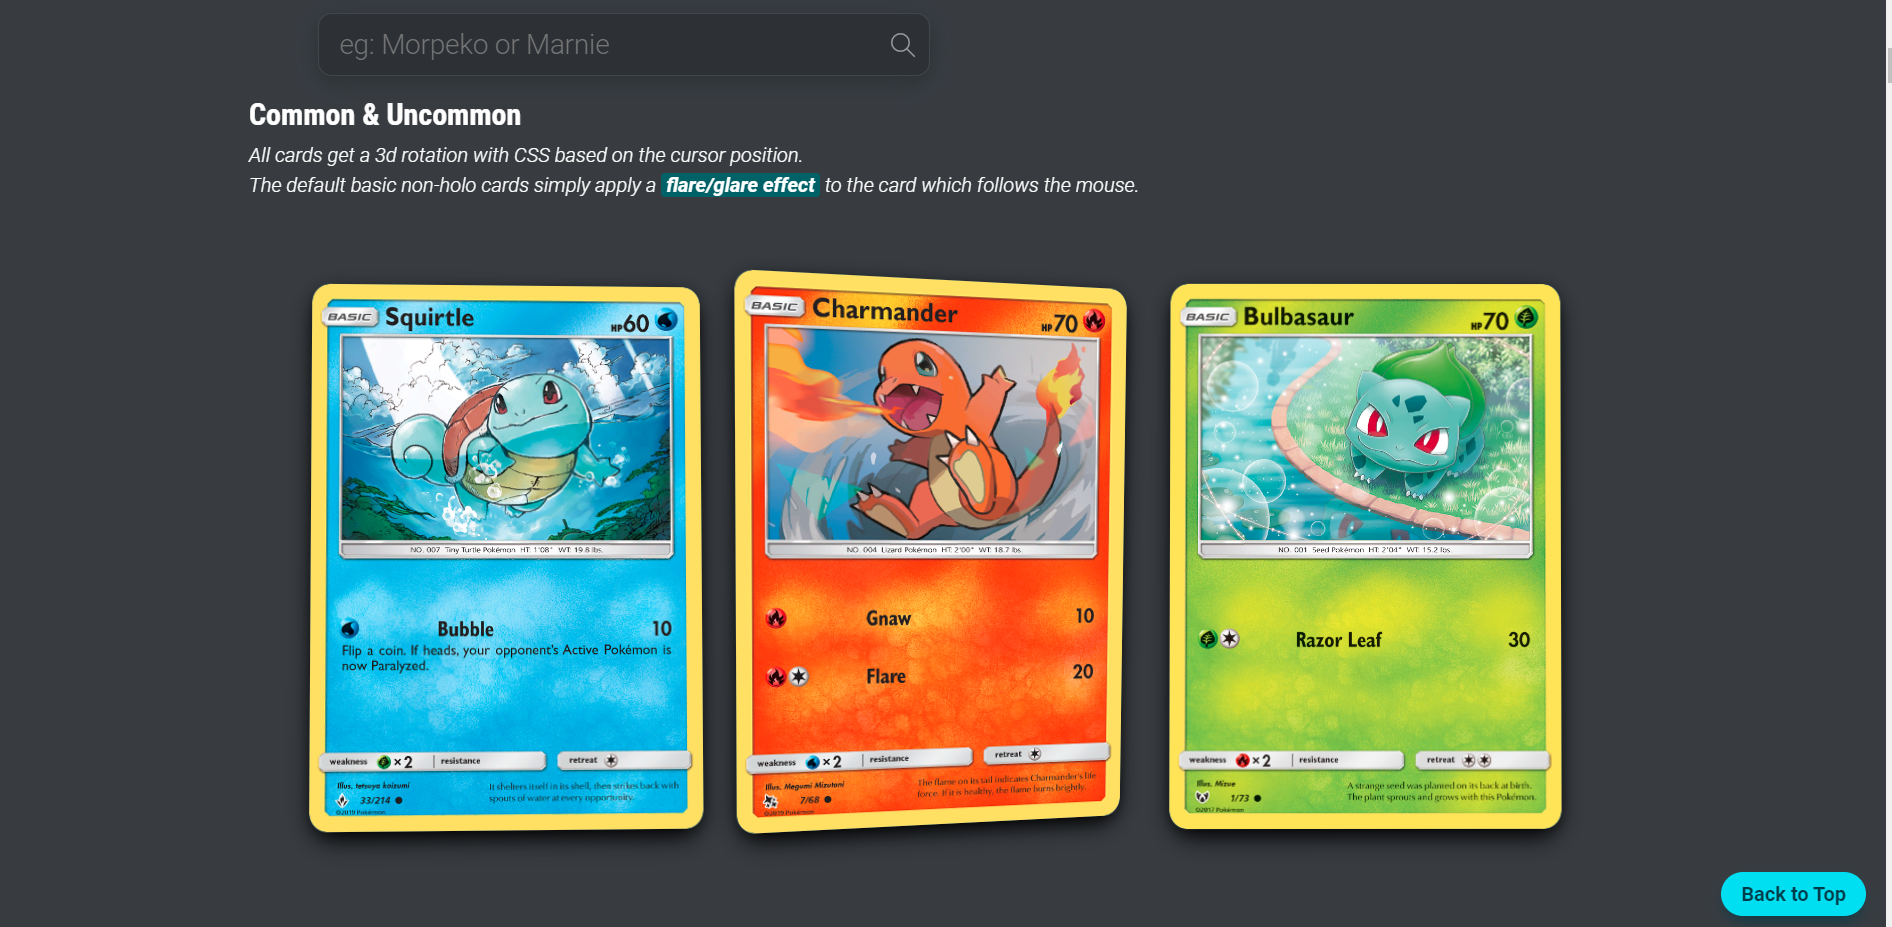 eg: Morpeko or Marnie
Common & Uncommon
All cards get a 3d rotation with CSS based on the cursor position.
The default basic non-holo cards simply apply a flare/glare effect to the card which follows the mouse.
BASIC Squirtle HP60
NO. 007 Tiny Turtle Pokémon HT: 1'08" WT: 19.8 lbs.
Bubble 10
Flip a coin. If heads, your opponent's Active Pokémon is
now Paralyzed.
weakness ×2 resistance retreat
Illus. tetsuya koizumi
33/214
©2019 Pokémon
It shelters itself in its shell, then strikes back with
spouts of water at every opportunity.
BASIC Charmander HP70
NO. 004 Lizard Pokémon HT: 2'00" WT: 18.7 lbs.
Gnaw 10
Flare 20
weakness ×2 resistance retreat
Illus. Megumi Mizutani
7/68
©2019 Pokémon
The flame on its tail indicates Charmander's life
force. If it is healthy, the flame burns brightly.
BASIC Bulbasaur HP70
NO. 001 Seed Pokémon HT: 2'04" WT: 15.2 lbs.
Razor Leaf 30
weakness ×2 resistance retreat
Illus. Mizue
1/73
©2017 Pokémon
A strange seed was planted on its back at birth.
The plant sprouts and grows with this Pokémon.
Back to Top